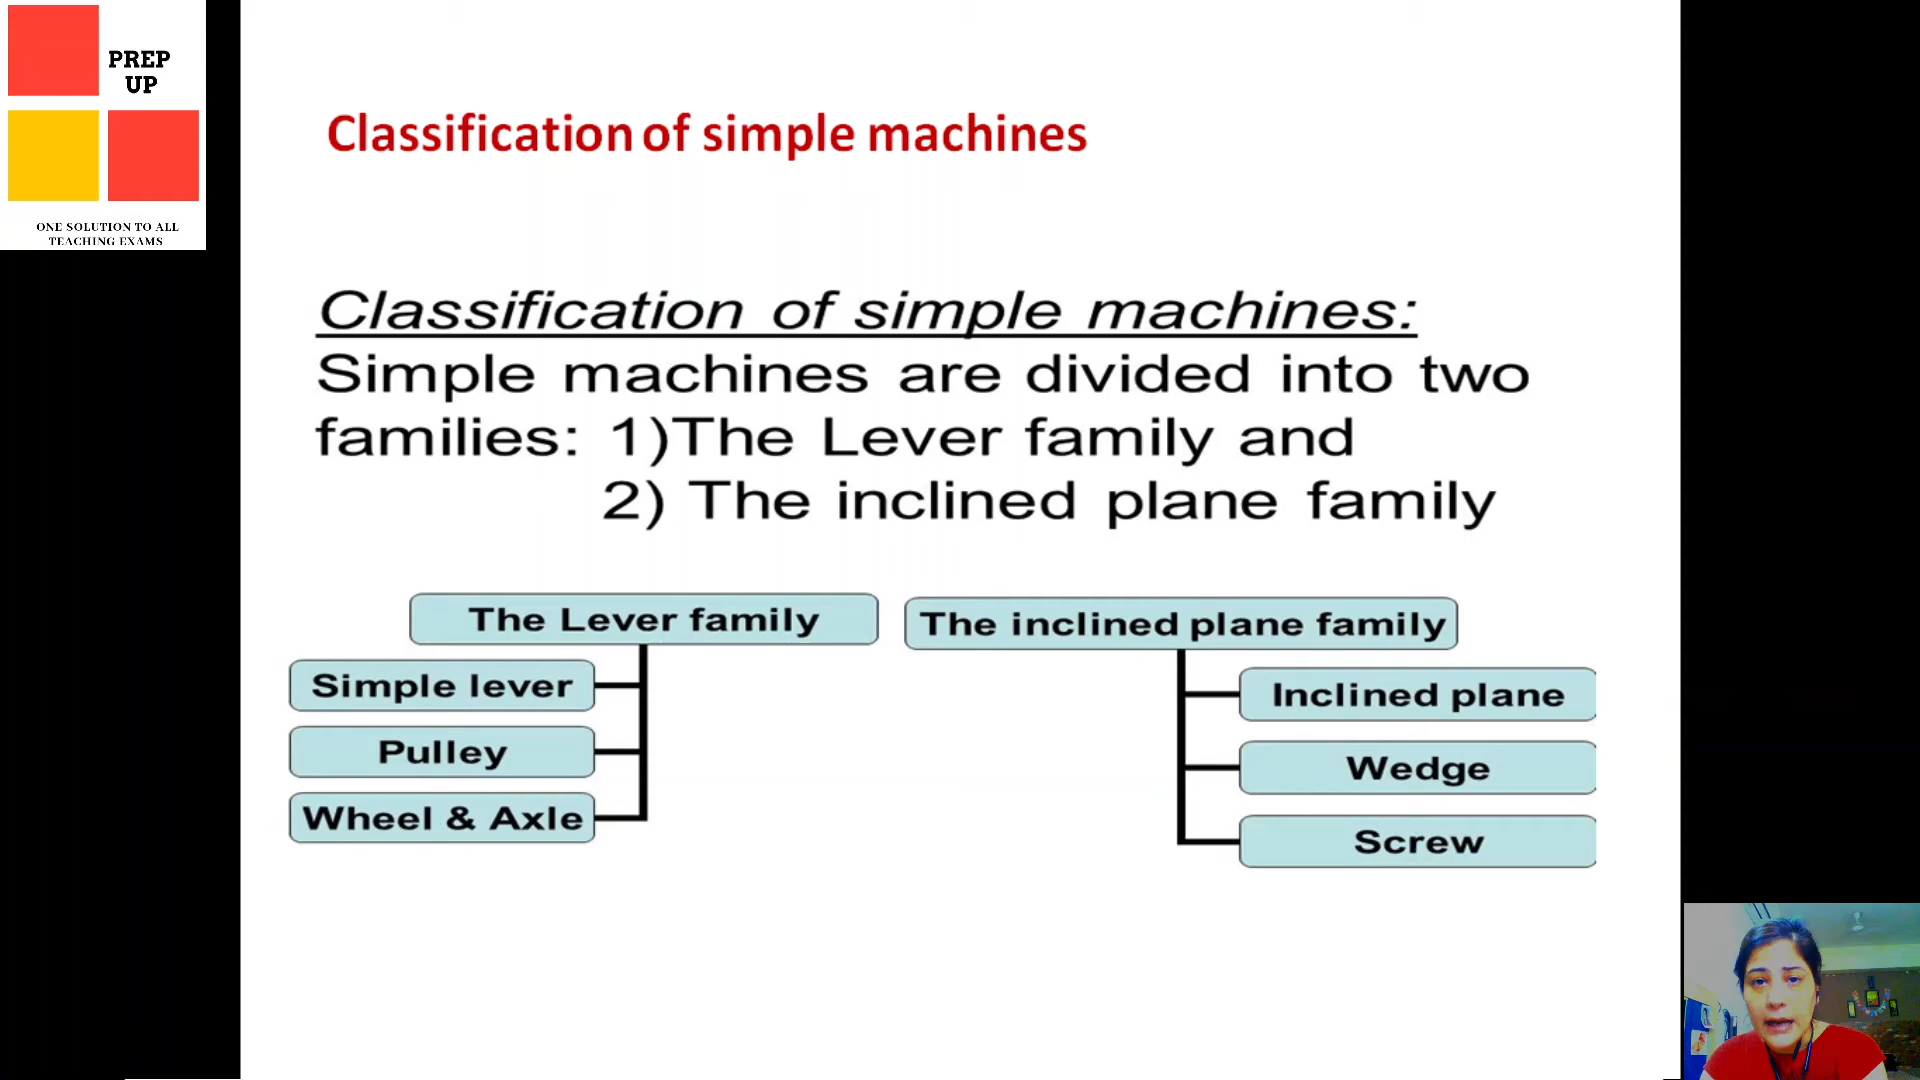 PREP
UP
ONE SOLUTION TO ALL
TEACHING EXAMS
Classification of simple machines
Classification of simple machines:
Simple machines are divided into two
families: 1)The Lever family and
2) The inclined plane family
The Lever family
Simple lever
Pulley
Wheel & Axle
The inclined plane family
Inclined plane
Wedge
Screw